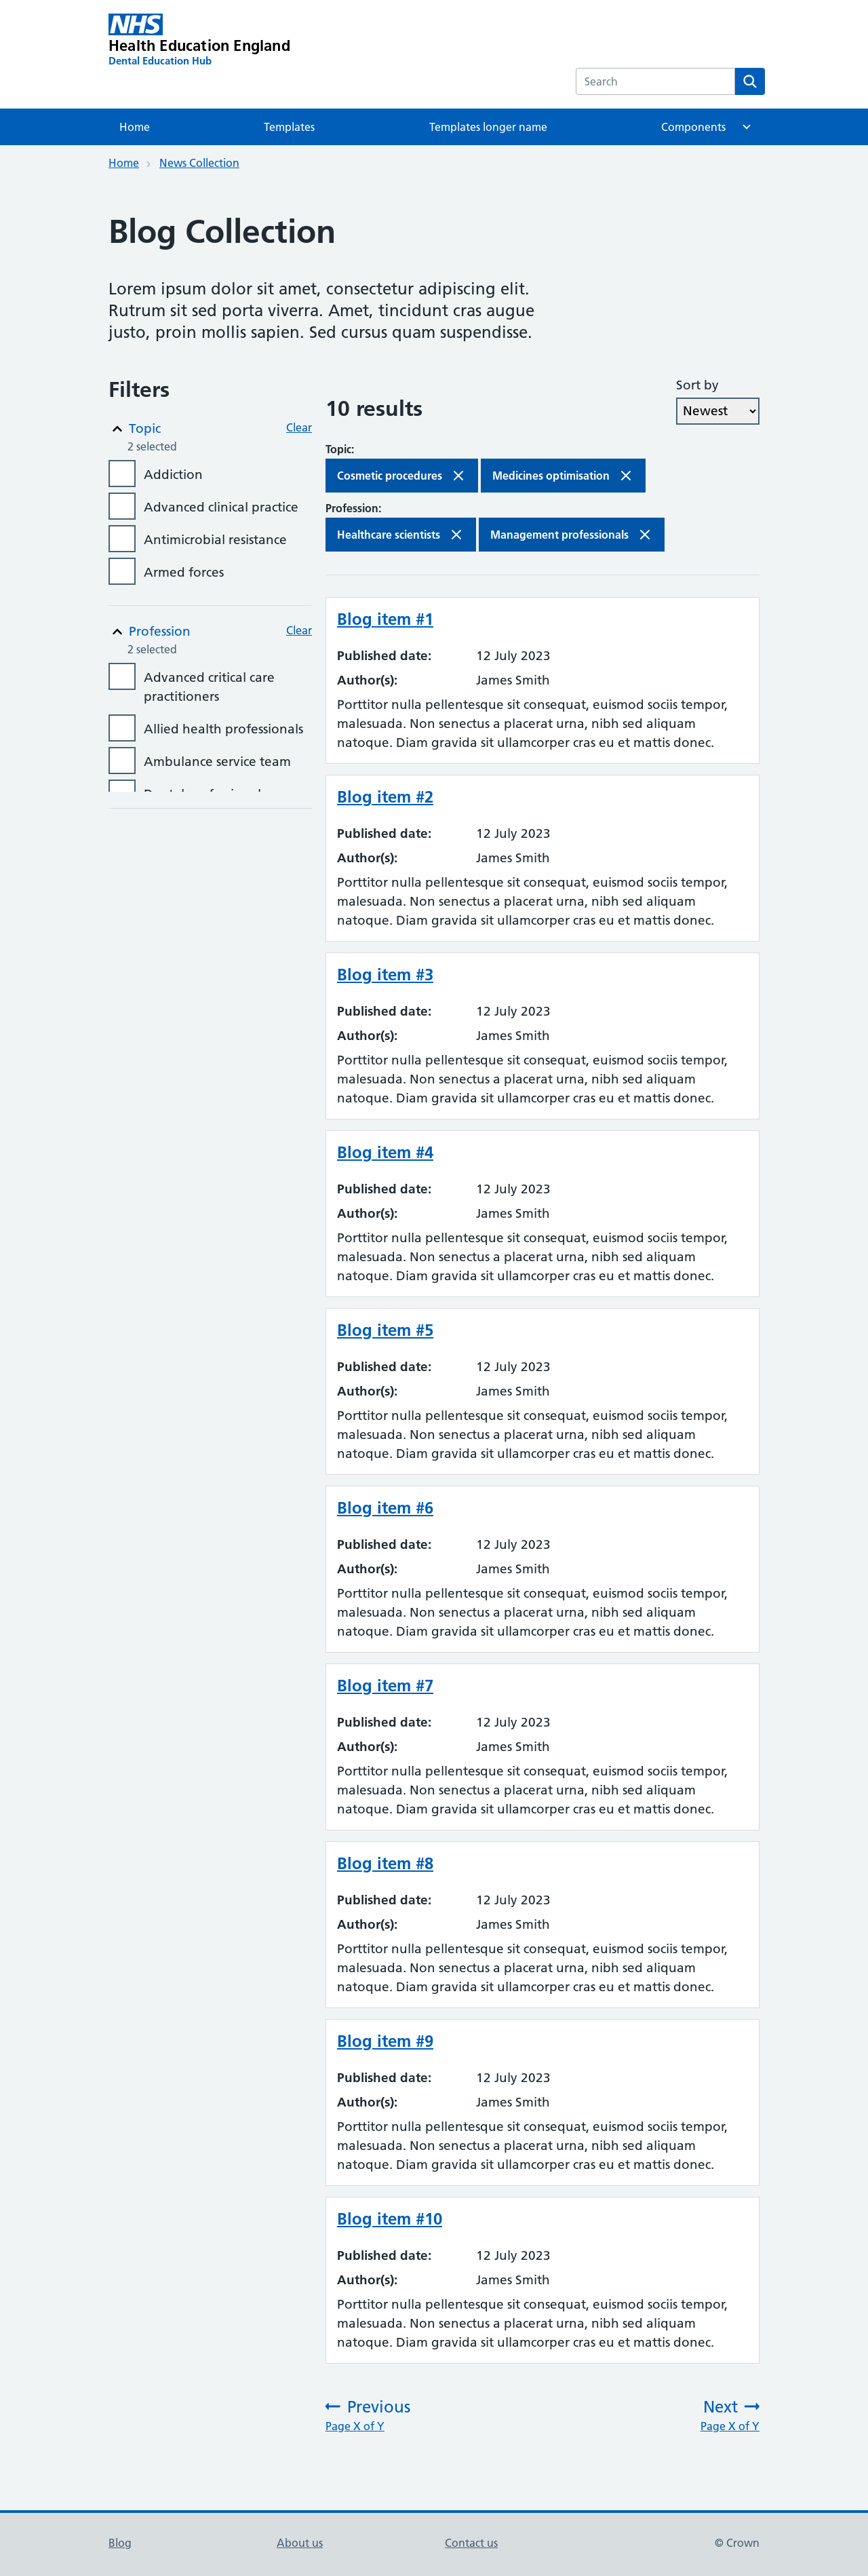 NHS
Health Education England
Dental Education Hub
Search
Home
Templates
Templates longer name
Components
Home
News Collection
Blog Collection
Lorem ipsum dolor sit amet, consectetur adipiscing elit.
Rutrum sit sed porta viverra. Amet, tincidunt cras augue
justo, proin mollis sapien. Sed cursus quam suspendisse.
Filters
Topic
Clear
2 selected
Addiction
Advanced clinical practice
Antimicrobial resistance
Armed forces
Profession
Clear
2 selected
Advanced critical care
practitioners
Allied health professionals
Ambulance service team
10 results
Sort by
Newest
Topic:
Cosmetic procedures
Medicines optimisation
Profession:
Healthcare scientists
Management professionals
Blog item #1
Published date: 12 July 2023
Author(s): James Smith
Porttitor nulla pellentesque sit consequat, euismod sociis tempor,
malesuada. Non senectus a placerat urna, nibh sed aliquam
natoque. Diam gravida sit ullamcorper cras eu et mattis donec.
Blog item #2
Published date: 12 July 2023
Author(s): James Smith
Porttitor nulla pellentesque sit consequat, euismod sociis tempor,
malesuada. Non senectus a placerat urna, nibh sed aliquam
natoque. Diam gravida sit ullamcorper cras eu et mattis donec.
Blog item #3
Published date: 12 July 2023
Author(s): James Smith
Porttitor nulla pellentesque sit consequat, euismod sociis tempor,
malesuada. Non senectus a placerat urna, nibh sed aliquam
natoque. Diam gravida sit ullamcorper cras eu et mattis donec.
Blog item #4
Published date: 12 July 2023
Author(s): James Smith
Porttitor nulla pellentesque sit consequat, euismod sociis tempor,
malesuada. Non senectus a placerat urna, nibh sed aliquam
natoque. Diam gravida sit ullamcorper cras eu et mattis donec.
Blog item #5
Published date: 12 July 2023
Author(s): James Smith
Porttitor nulla pellentesque sit consequat, euismod sociis tempor,
malesuada. Non senectus a placerat urna, nibh sed aliquam
natoque. Diam gravida sit ullamcorper cras eu et mattis donec.
Blog item #6
Published date: 12 July 2023
Author(s): James Smith
Porttitor nulla pellentesque sit consequat, euismod sociis tempor,
malesuada. Non senectus a placerat urna, nibh sed aliquam
natoque. Diam gravida sit ullamcorper cras eu et mattis donec.
Blog item #7
Published date: 12 July 2023
Author(s): James Smith
Porttitor nulla pellentesque sit consequat, euismod sociis tempor,
malesuada. Non senectus a placerat urna, nibh sed aliquam
natoque. Diam gravida sit ullamcorper cras eu et mattis donec.
Blog item #8
Published date: 12 July 2023
Author(s): James Smith
Porttitor nulla pellentesque sit consequat, euismod sociis tempor,
malesuada. Non senectus a placerat urna, nibh sed aliquam
natoque. Diam gravida sit ullamcorper cras eu et mattis donec.
Blog item #9
Published date: 12 July 2023
Author(s): James Smith
Porttitor nulla pellentesque sit consequat, euismod sociis tempor,
malesuada. Non senectus a placerat urna, nibh sed aliquam
natoque. Diam gravida sit ullamcorper cras eu et mattis donec.
Blog item #10
Published date: 12 July 2023
Author(s): James Smith
Porttitor nulla pellentesque sit consequat, euismod sociis tempor,
malesuada. Non senectus a placerat urna, nibh sed aliquam
natoque. Diam gravida sit ullamcorper cras eu et mattis donec.
Previous
Page X of Y
Next
Page X of Y
Blog
About us
Contact us
© Crown